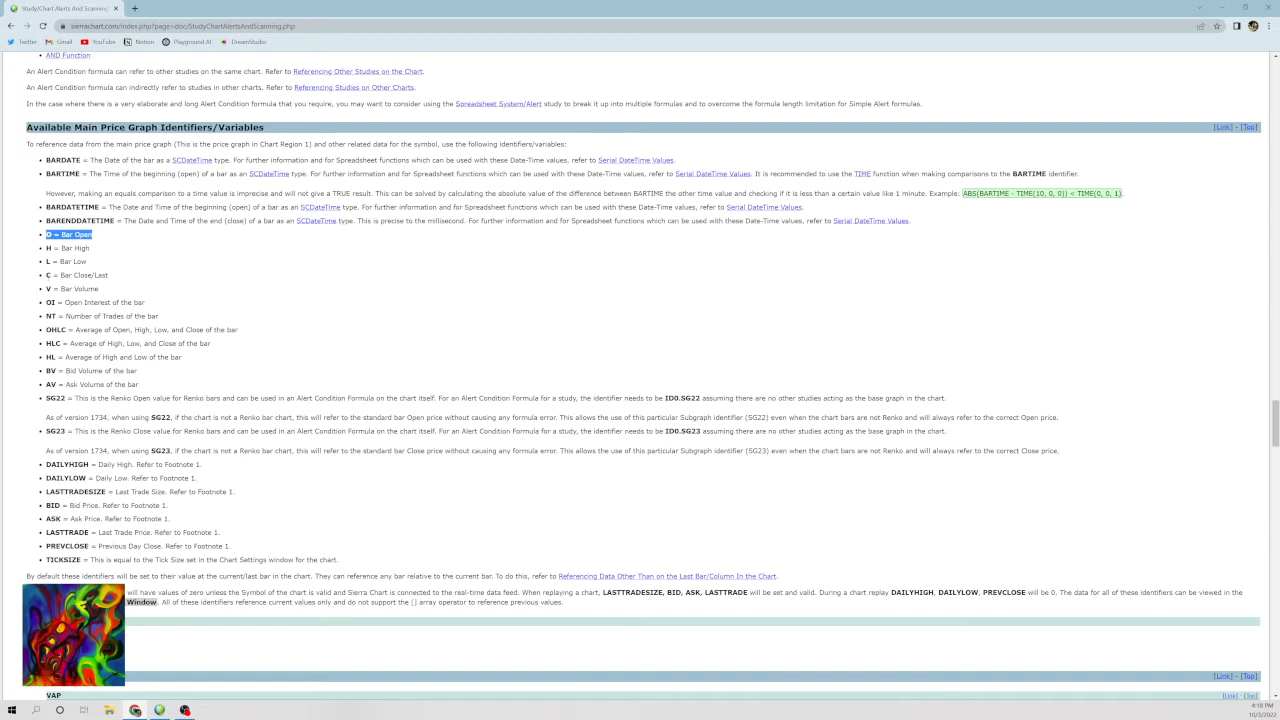 Study Chart Alerts And Scanning
sierrachart.com/index.php?page=doc/StudyChartAlertsAndScanning.php
Twitter Gmail YouTube Notion Playground AI DreamStudio
• AND Function
An Alert Condition formula can refer to other studies on the same chart. Refer to Referencing Other Studies on the Chart.
An Alert Condition formula can indirectly refer to studies in other charts. Refer to Referencing Studies on Other Charts.
In the case where there is a very elaborate and long Alert Condition formula that you require, you may want to consider using the Spreadsheet System/Alert study to break it up into multiple formulas and to overcome the formula length limitation for Simple Alert formulas.
Available Main Price Graph Identifiers/Variables [Link] - [Top]
To reference data from the main price graph (This is the price graph in Chart Region 1) and other related data for the symbol, use the following identifiers/variables:
• BARDATE = The Date of the bar as a SCDateTime type. For further information and for Spreadsheet functions which can be used with these Date-Time values, refer to Serial DateTime Values.
• BARTIME = The Time of the beginning (open) of a bar as an SCDateTime type. For further information and for Spreadsheet functions which can be used with these Date-Time values, refer to Serial DateTime Values. It is recommended to use the TIME function when making comparisons to the BARTIME identifier.
However, making an equals comparison to a time value is imprecise and will not give a TRUE result. This can be solved by calculating the absolute value of the difference between BARTIME the other time value and checking if it is less than a certain value like 1 minute. Example: ABS(BARTIME - TIME(10, 0, 0)) < TIME(0, 0, 1).
• BARDATETIME = The Date and Time of the beginning (open) of a bar as an SCDateTime type. For further information and for Spreadsheet functions which can be used with these Date-Time values, refer to Serial DateTime Values.
• BARENDDATETIME = The Date and Time of the end (close) of a bar as an SCDateTime type. This is precise to the millisecond. For further information and for Spreadsheet functions which can be used with these Date-Time values, refer to Serial DateTime Values.
• O = Bar Open
• H = Bar High
• L = Bar Low
• C = Bar Close/Last
• V = Bar Volume
• OI = Open Interest of the bar
• NT = Number of Trades of the bar
• OHLC = Average of Open, High, Low, and Close of the bar
• HLC = Average of High, Low, and Close of the bar
• HL = Average of High and Low of the bar
• BV = Bid Volume of the bar
• AV = Ask Volume of the bar
• SG22 = This is the Renko Open value for Renko bars and can be used in an Alert Condition Formula on the chart itself. For an Alert Condition Formula for a study, the identifier needs to be ID0.SG22 assuming there are no other studies acting as the base graph in the chart.
As of version 1734, when using SG22, if the chart is not a Renko bar chart, this will refer to the standard bar Open price without causing any formula error. This allows the use of this particular Subgraph identifier (SG22) even when the chart bars are not Renko and will always refer to the correct Open price.
• SG23 = This is the Renko Close value for Renko bars and can be used in an Alert Condition Formula on the chart itself. For an Alert Condition Formula for a study, the identifier needs to be ID0.SG23 assuming there are no other studies acting as the base graph in the chart.
As of version 1734, when using SG23, if the chart is not a Renko bar chart, this will refer to the standard bar Close price without causing any formula error. This allows the use of this particular Subgraph identifier (SG22) even when the chart bars are not Renko and will always refer to the correct Close price.
• DAILYHIGH = Daily High. Refer to Footnote 1.
• DAILYLOW = Daily Low. Refer to Footnote 1.
• LASTTRADESIZE = Last Trade Size. Refer to Footnote 1.
• BID = Bid Price. Refer to Footnote 1.
• ASK = Ask Price. Refer to Footnote 1.
• LASTTRADE = Last Trade Price. Refer to Footnote 1.
• PREVCLOSE = Previous Day Close. Refer to Footnote 1.
• TICKSIZE = This is equal to the Tick Size set in the Chart Settings window for the chart.
By default these identifiers will be set to their value at the current/last bar in the chart. They can reference any bar relative to the current bar. To do this, refer to Referencing Data Other Than on the Last Bar/Column In the Chart.
will have values of zero unless the Symbol of the chart is valid and Sierra Chart is connected to the real-time data feed. When replaying a chart, LASTTRADESIZE, BID, ASK, LASTTRADE will be set and valid. During a chart replay DAILYHIGH, DAILYLOW, PREVCLOSE will be 0. The data for all of these identifiers can be viewed in the
Window. All of these identifiers reference current values only and do not support the [] array operator to reference previous values.
[Link] - [Top]
VAP [Link] - [Top]
4:18 PM
10/3/2022